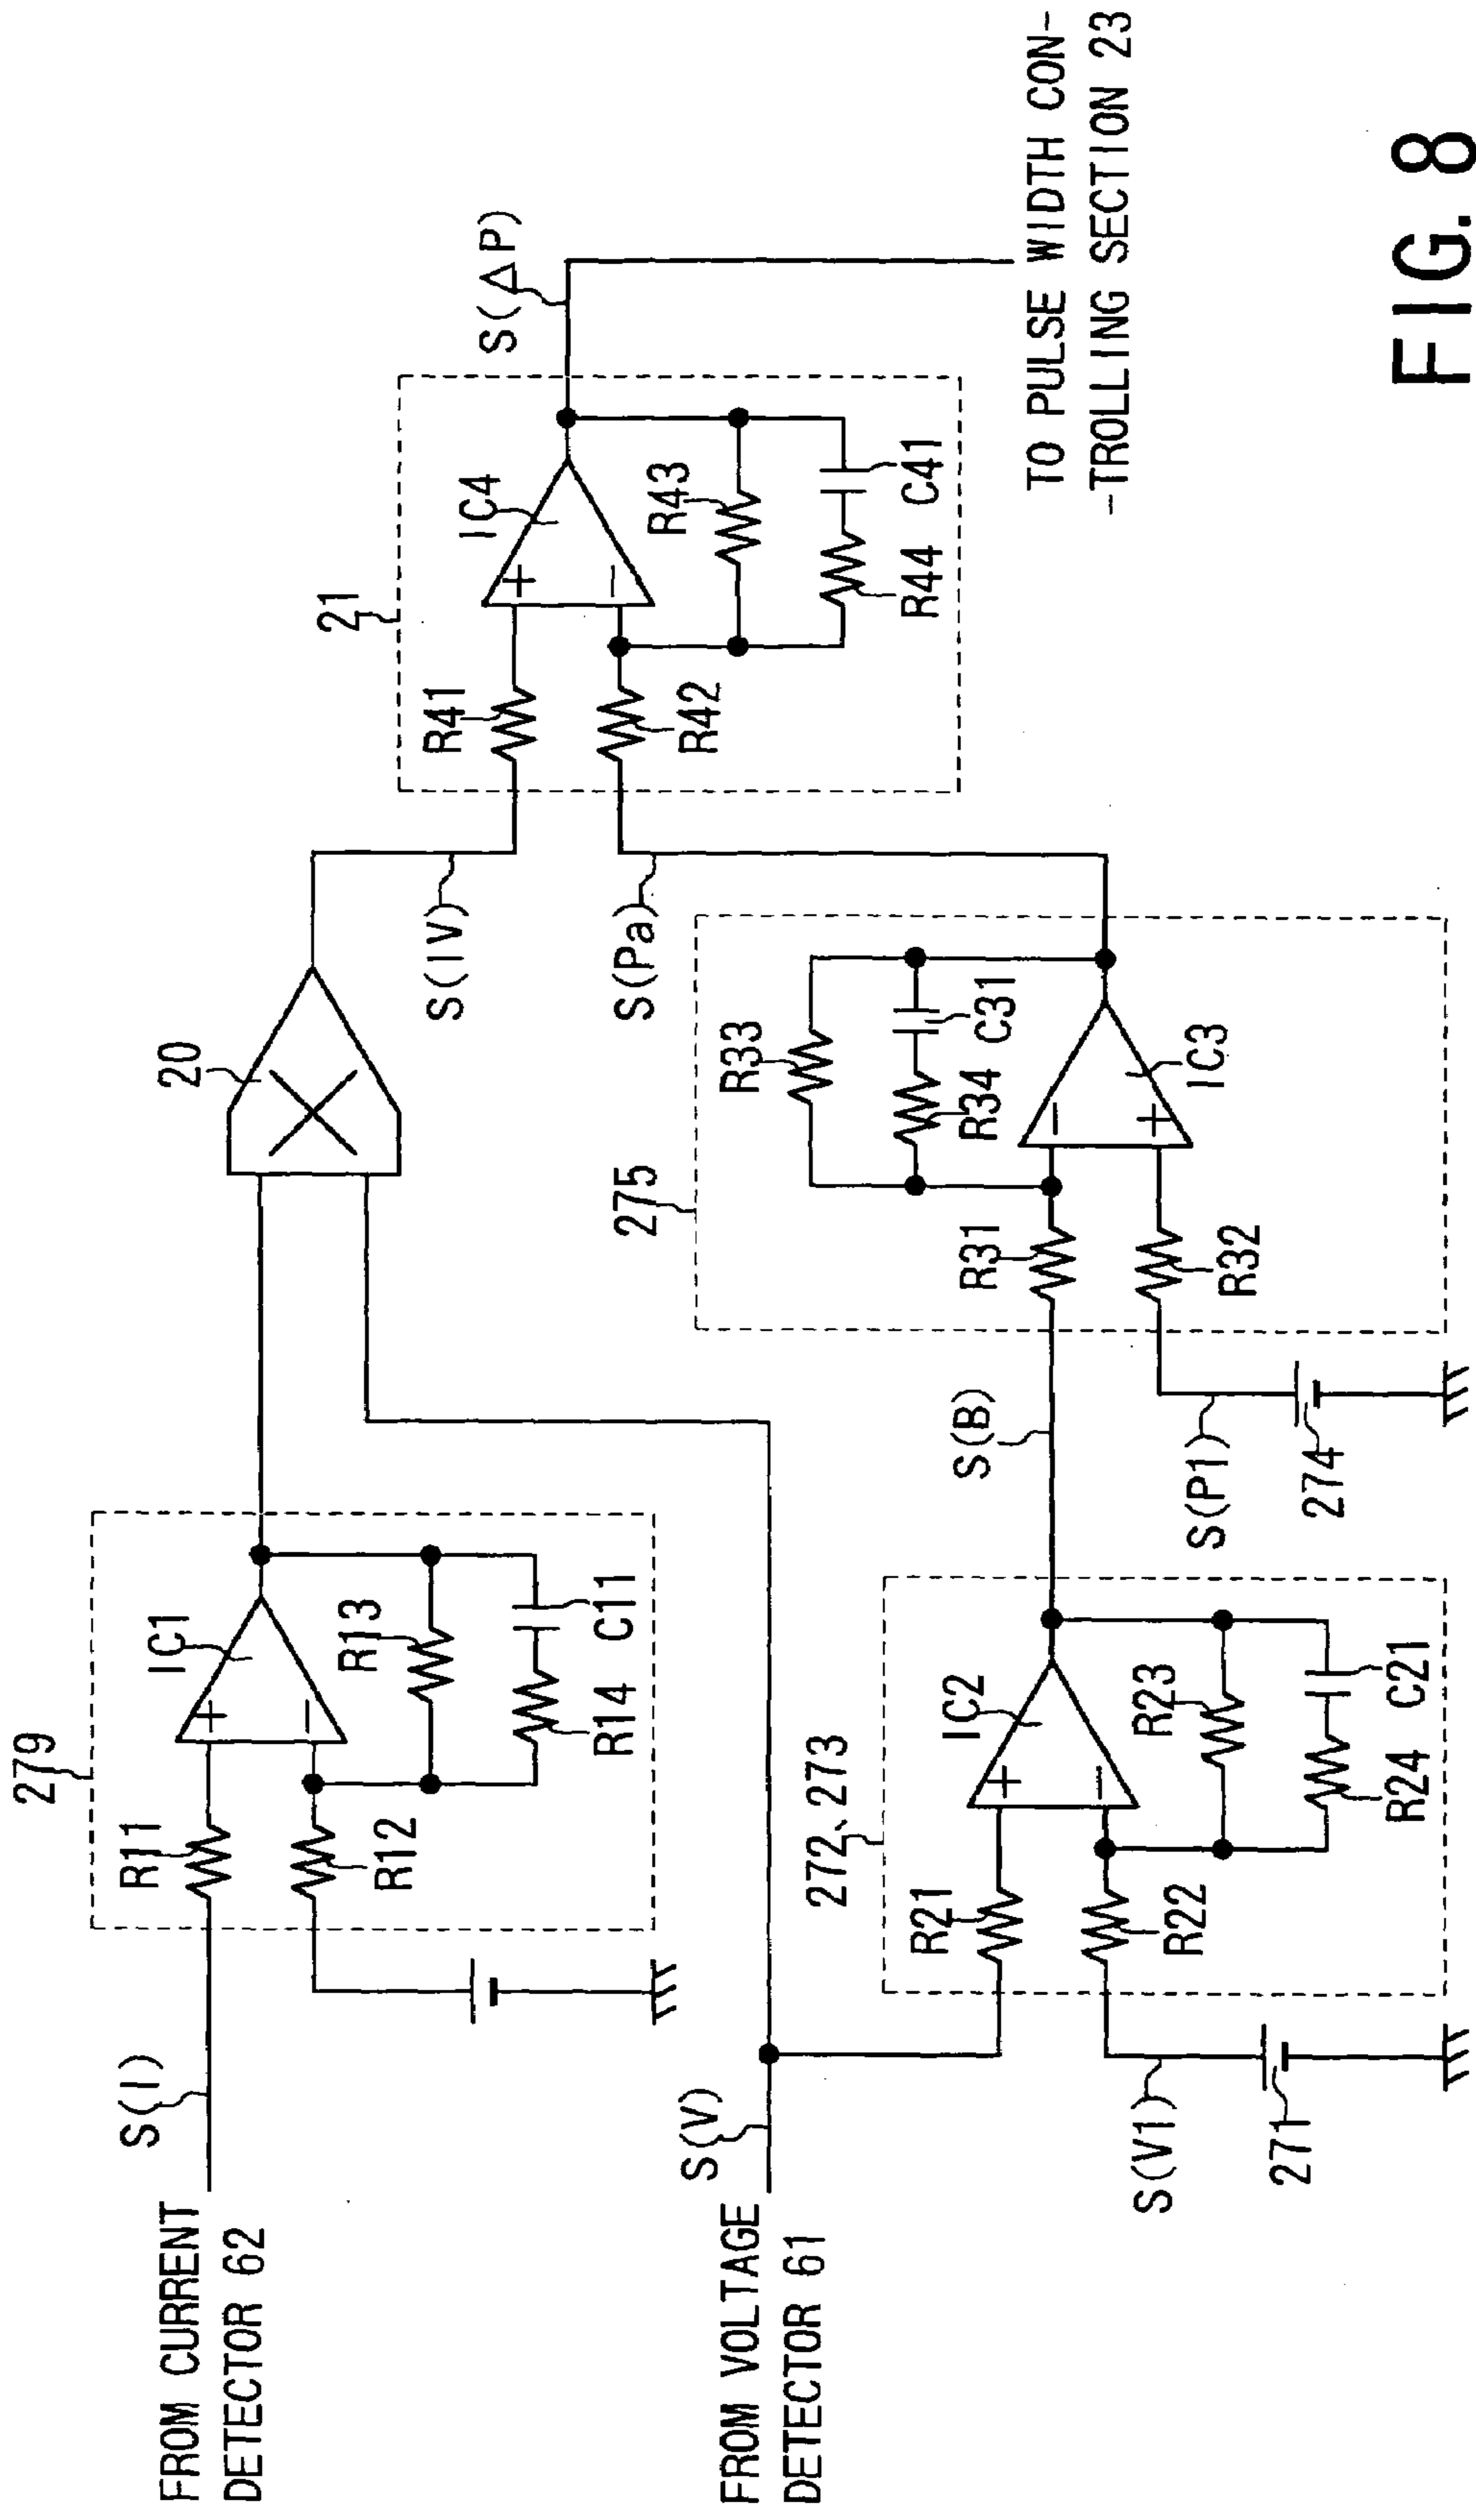 279
IC1
R11
R12
R13
R14 C11
S(I)
FROM CURRENT
DETECTOR 62
20
S(IV)
21
R41
R42
IC4
R43
R44 C41
S(ΔP)
TO PULSE WIDTH CON-
-TROLLING SECTION 23
S(V)
FROM VOLTAGE
DETECTOR 61
S(Pa)
275
R33
R34 C31
R31
R32
IC3
272、273
IC2
R21
R22
R23
R24 C21
S(B)
S(V1)
271
S(P1)
274
+
−
+
−
+
−
−
+
FIG. 8